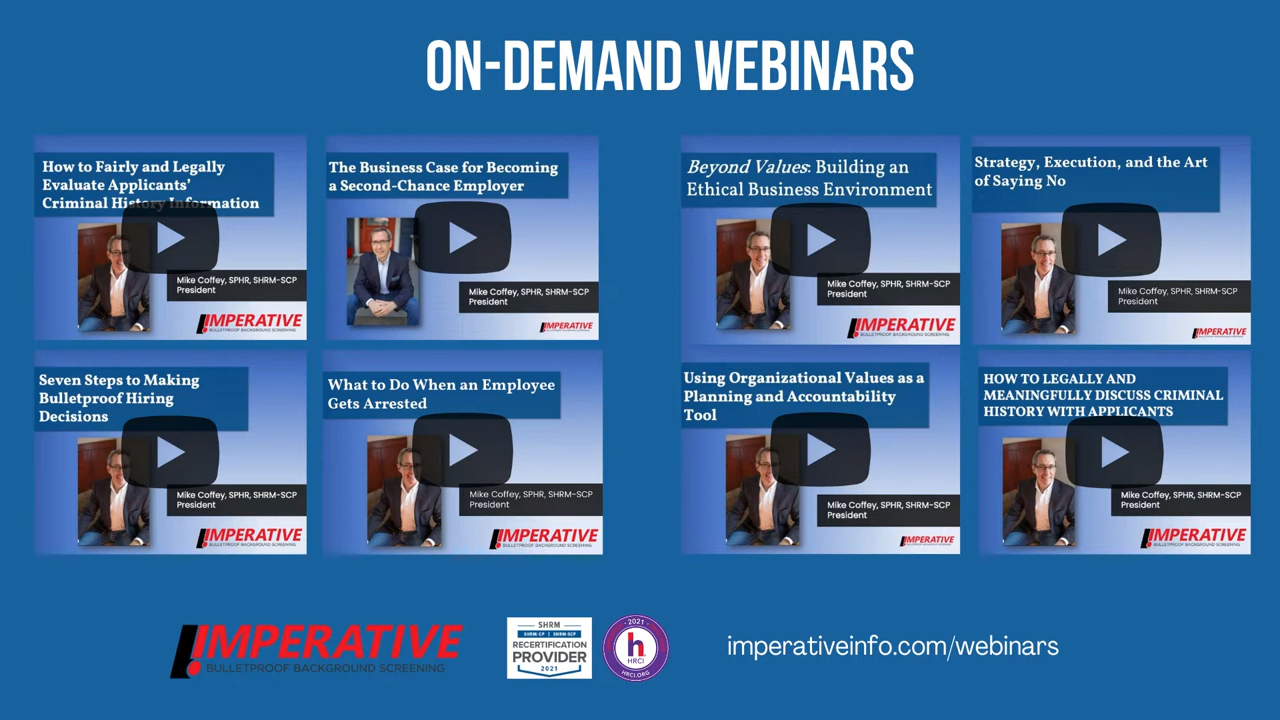 ON-DEMAND WEBINARS
How to Fairly and Legally
Evaluate Applicants'
Criminal History Information
Mike Coffey, SPHR, SHRM-SCP
President
IMPERATIVE
BULLETPROOF BACKGROUND SCREENING
The Business Case for Becoming
a Second-Chance Employer
Mike Coffey, SPHR, SHRM-SCP
President
IMPERATIVE
Beyond Values: Building an
Ethical Business Environment
Mike Coffey, SPHR, SHRM-SCP
President
IMPERATIVE
BULLETPROOF BACKGROUND SCREENING
Strategy, Execution, and the Art
of Saying No
Mike Coffey, SPHR, SHRM-SCP
President
IMPERATIVE
Seven Steps to Making
Bulletproof Hiring
Decisions
Mike Coffey, SPHR, SHRM-SCP
President
IMPERATIVE
BULLETPROOF BACKGROUND SCREENING
What to Do When an Employee
Gets Arrested
Mike Coffey, SPHR, SHRM-SCP
President
IMPERATIVE
BULLETPROOF BACKGROUND SCREENING
Using Organizational Values as a
Planning and Accountability
Tool
Mike Coffey, SPHR, SHRM-SCP
President
IMPERATIVE
HOW TO LEGALLY AND
MEANINGFULLY DISCUSS CRIMINAL
HISTORY WITH APPLICANTS
Mike Coffey, SPHR, SHRM-SCP
President
IMPERATIVE
BULLETPROOF BACKGROUND SCREENING
IMPERATIVE
BULLETPROOF BACKGROUND SCREENING
SHRM
SHRM-CP | SHRM-SCP
RECERTIFICATION
PROVIDER
2021
2021
h
HRCI
HRCI.ORG
imperativeinfo.com/webinars